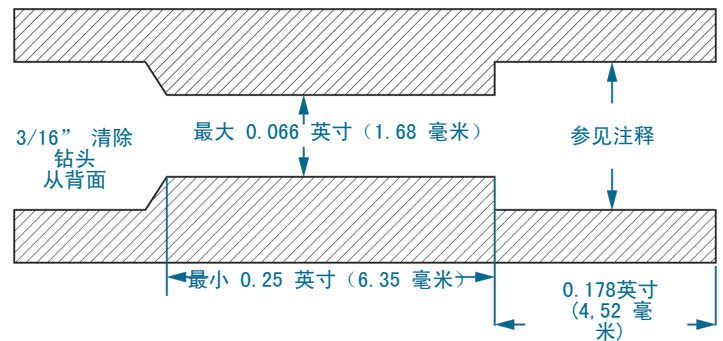 3/16” 清除
钻头
从背面
最大 0.066 英寸（1.68 毫米）
参见注释
最小 0.25 英寸（6.35 毫米）
0.178英寸
(4,52 毫
米)